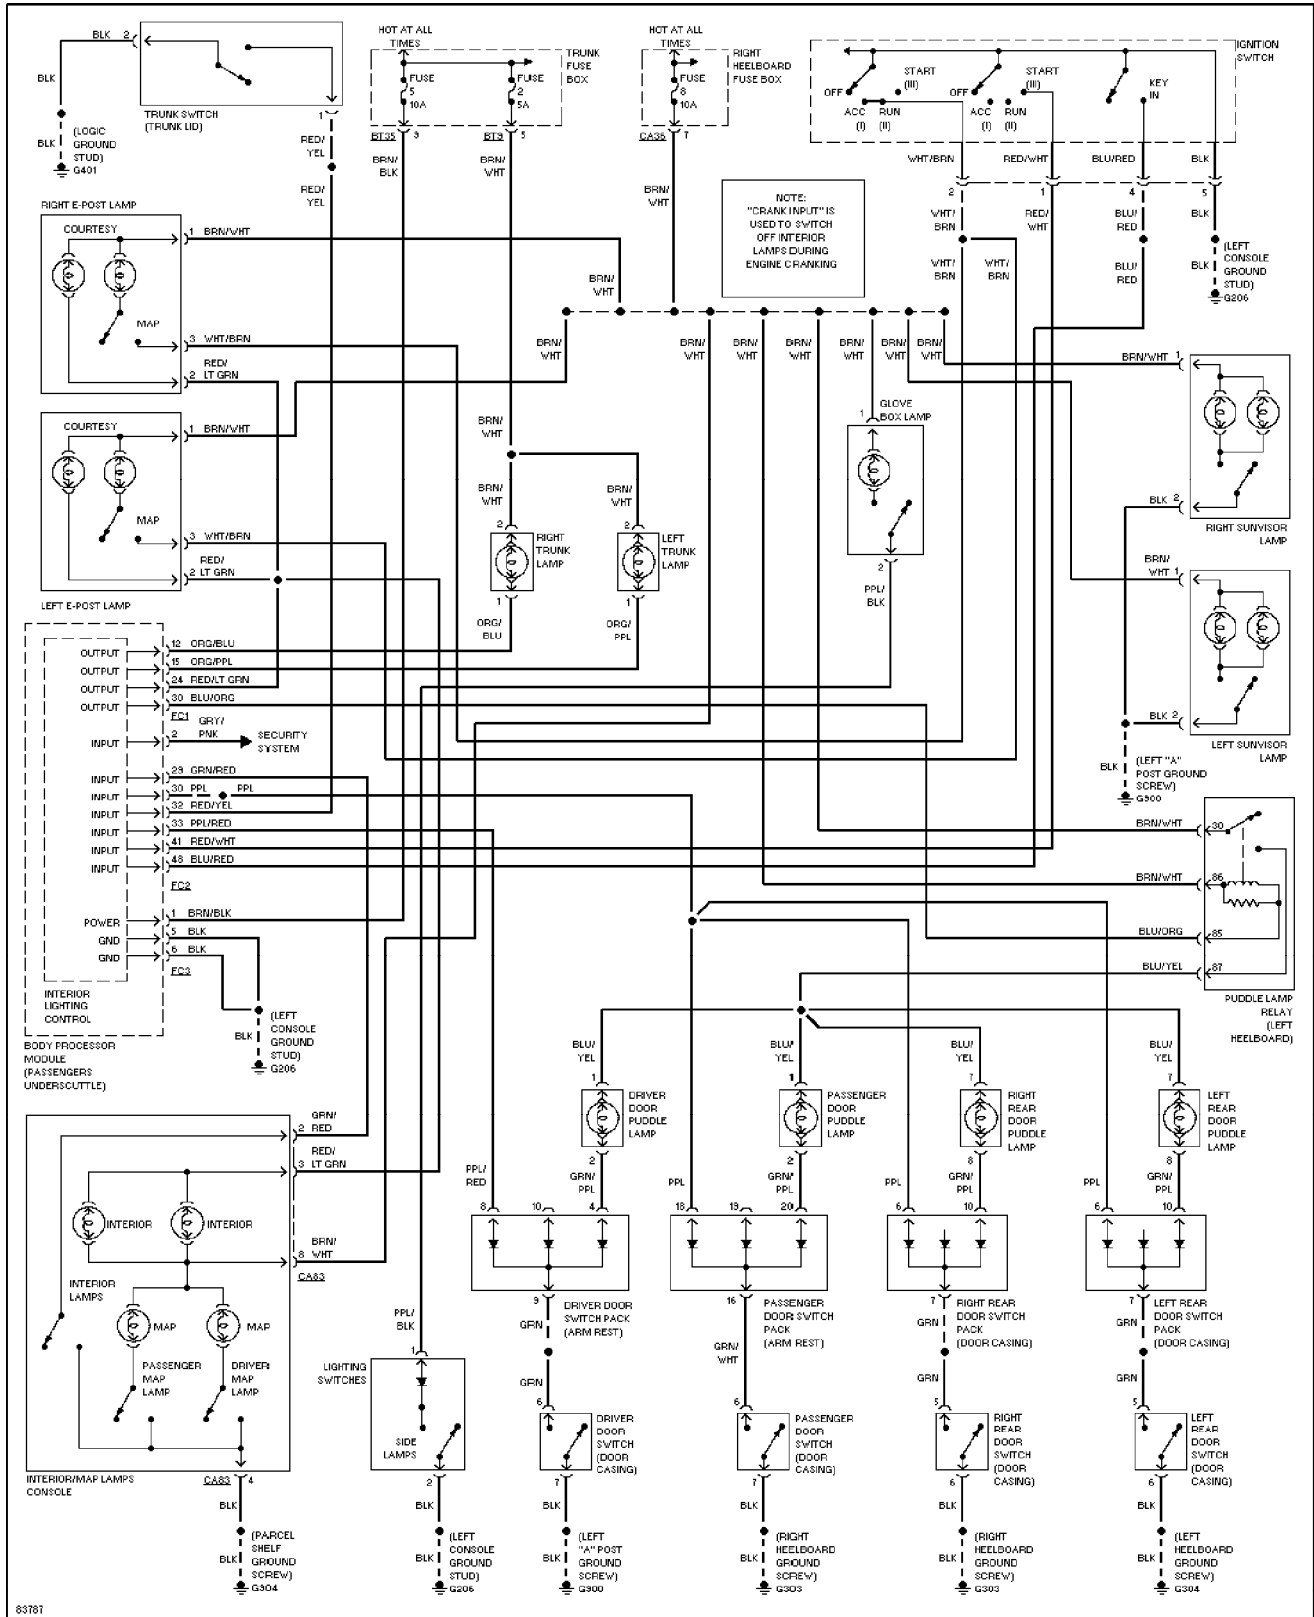 HOT AT ALL
TIMES
FUSE
5
10A
FUSE
2
5A
TRUNK
FUSE
BOX
BT35
9
BT9
5
BRN/
BLK
BRN/
WHT
HOT AT ALL
TIMES
FUSE
8
10A
RIGHT
HEELBOARD
FUSE BOX
CA36
7
BRN/
WHT
IGNITION
SWITCH
OFF
START
(III)
ACC
(I)
RUN
(II)
OFF
START
(III)
ACC
(I)
RUN
(II)
KEY
IN
WHT/BRN
RED/WHT
BLU/RED
BLK
2
1
4
5
WHT/
BRN
RED/
WHT
BLU/
RED
BLK
WHT/
BRN
WHT/
BRN
BLU/
RED
BLK
(LEFT
CONSOLE
GROUND
STUD)
G206
BLK
2
BLK
BLK
(LOGIC
GROUND
STUD)
G401
TRUNK SWITCH
(TRUNK LID)
1
RED/
YEL
RED/
YEL
NOTE:
"CRANK INPUT" IS
USED TO SWITCH
OFF INTERIOR
LAMPS DURING
ENGINE CRANKING
RIGHT E-POST LAMP
COURTESY
MAP
1 BRN/WHT
3 WHT/BRN
RED/
2 LT GRN
COURTESY
MAP
1 BRN/WHT
3 WHT/BRN
RED/
2 LT GRN
LEFT E-POST LAMP
BRN/
WHT
BRN/
WHT
BRN/
WHT
BRN/
WHT
BRN/
WHT
BRN/
WHT
BRN/
WHT
BRN/
WHT
BRN/
WHT
BRN/
WHT
BRN/
WHT
2
2
RIGHT
TRUNK
LAMP
LEFT
TRUNK
LAMP
1
1
ORG/
BLU
ORG/
PPL
GLOVE
BOX LAMP
1
2
PPL/
BLK
BRN/WHT 1
BLK 2
RIGHT SUNVISOR
LAMP
BRN/
WHT 1
BLK 2
LEFT SUNVISOR
LAMP
BLK
(LEFT "A"
POST GROUND
SCREW)
G900
OUTPUT 12 ORG/BLU
OUTPUT 15 ORG/PPL
OUTPUT 24 RED/LT GRN
OUTPUT 30 BLU/ORG
FC1
INPUT 2 GRY/
PNK
SECURITY
SYSTEM
INPUT 29 GRN/RED
INPUT 30 PPL PPL
INPUT 32 RED/YEL
INPUT 33 PPL/RED
INPUT 41 RED/WHT
INPUT 48 BLU/RED
FC2
POWER 1 BRN/BLK
GND 5 BLK
GND 6 BLK
FC3
INTERIOR
LIGHTING
CONTROL
BODY PROCESSOR
MODULE
(PASSENGERS
UNDERSCUTTLE)
BLK
(LEFT
CONSOLE
GROUND
STUD)
G206
BRN/WHT 30
BRN/WHT 86
BLU/ORG 85
BLU/YEL 87
PUDDLE LAMP
RELAY
(LEFT
HEELBOARD)
BLU/
YEL
BLU/
YEL
BLU/
YEL
BLU/
YEL
1
1
7
7
DRIVER
DOOR
PUDDLE
LAMP
PASSENGER
DOOR
PUDDLE
LAMP
RIGHT
REAR
DOOR
PUDDLE
LAMP
LEFT
REAR
DOOR
PUDDLE
LAMP
2
2
8
8
PPL/
RED
GRN/
PPL
PPL
GRN/
PPL
PPL
GRN/
PPL
PPL
GRN/
PPL
8
10
4
18
19
20
6
10
6
10
9
16
7
7
DRIVER DOOR
SWITCH PACK
(ARM REST)
PASSENGER
DOOR SWITCH
PACK
(ARM REST)
RIGHT REAR
DOOR SWITCH
PACK
(DOOR CASING)
LEFT REAR
DOOR SWITCH
PACK
(DOOR CASING)
GRN
GRN/
WHT
GRN
GRN
GRN
GRN
GRN
6
6
5
5
DRIVER
DOOR
SWITCH
(DOOR
CASING)
PASSENGER
DOOR
SWITCH
(DOOR
CASING)
RIGHT
REAR
DOOR
SWITCH
(DOOR
CASING)
LEFT
REAR
DOOR
SWITCH
(DOOR
CASING)
7
7
6
6
BLK
BLK
BLK
BLK
BLK
BLK
BLK
BLK
(LEFT
"A" POST
GROUND
SCREW)
G900
(RIGHT
HEELBOARD
GROUND
SCREW)
G303
(RIGHT
HEELBOARD
GROUND
SCREW)
G303
(LEFT
HEELBOARD
GROUND
SCREW)
G304
GRN/
2 RED
RED/
3 LT GRN
BRN/
8 WHT
CA83
INTERIOR
INTERIOR
INTERIOR
LAMPS
MAP
MAP
PASSENGER
MAP
LAMP
DRIVER
MAP
LAMP
INTERIOR/MAP LAMPS
CONSOLE
CA83 4
BLK
BLK
(PARCEL
SHELF
GROUND
SCREW)
G304
PPL/
BLK
1
LIGHTING
SWITCHES
SIDE
LAMPS
2
BLK
BLK
(LEFT
CONSOLE
GROUND
STUD)
G206
83787